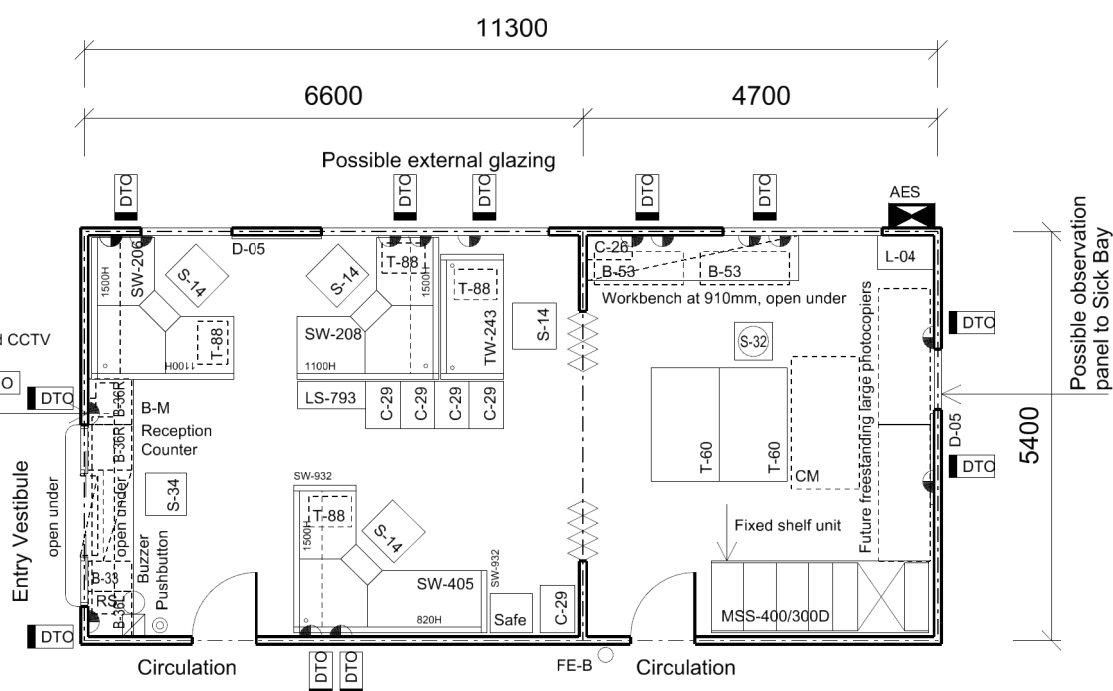 11300
6600
4700
Possible external glazing
DTO
DTO
DTO
DTO
DTO
AES
Possible observation
panel to Sick Bay
D-05
SW-206
1500H
S-14
S-14
T-88
1500H
T-88
TW-243
S-14
C-26
B-53
B-53
L-04
Workbench at 910mm, open under
DTO
d CCTV
O
DTO
T-88
1100H
SW-208
1100H
LS-793
C-29
C-29
C-29
C-29
S-32
Future freestanding large photocopiers
B-36R
B-M
Reception
Counter
B-36R
T-60
T-60
CM
D-05
DTO
5400
Entry Vestibule
open under
open under
S-34
SW-932
T-88
1500H
S-14
SW-932
Fixed shelf unit
Buzzer
Pushbutton
B-33
RS
B-36L
SW-405
820H
Safe
C-29
MSS-400/300D
DTO
Circulation
DTO
DTO
FE-B
Circulation